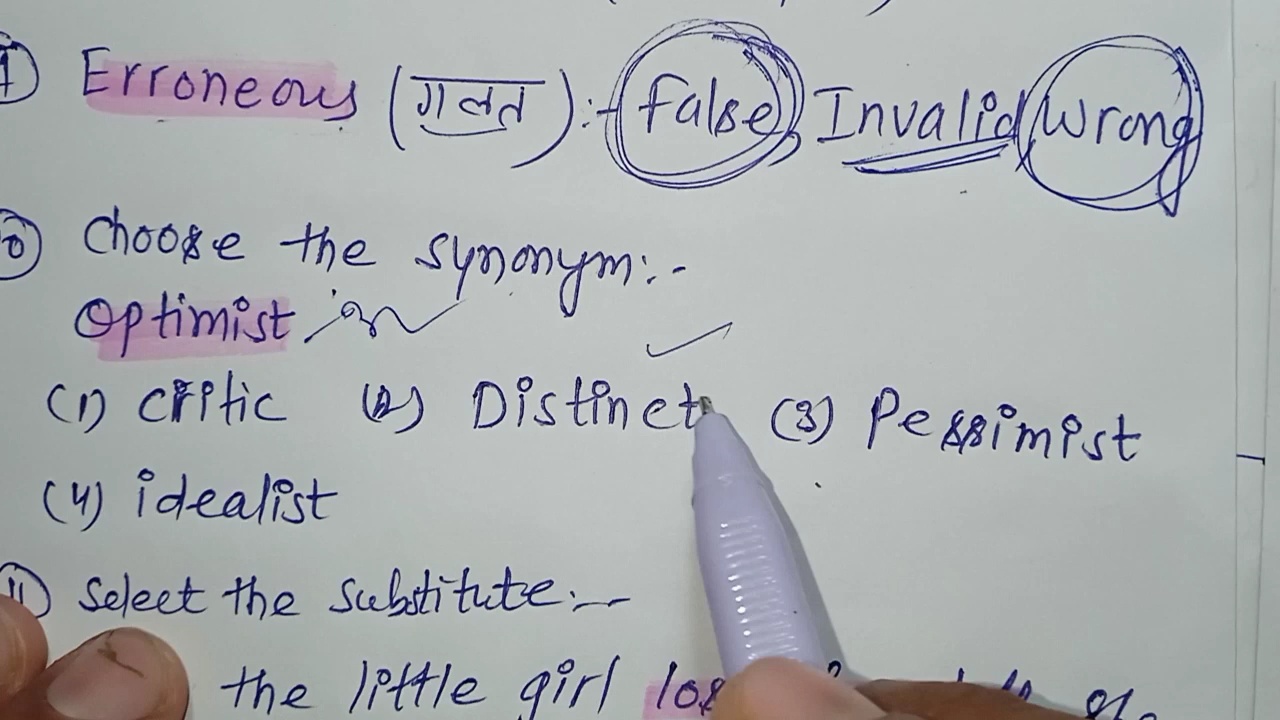 Erroneous (गलत):- False, Invalid, Wrong
Choose the synonym:-
Optimist
(1) critic (2) Distinct (3) Pessimist
(4) idealist
11 Select the substitute:-
the little girl